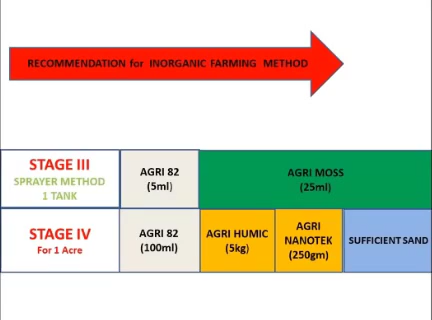 RECOMMENDATION for INORGANIC FARMING METHOD
STAGE III
SPRAYER METHOD
1 TANK
AGRI 82
(5ml)
AGRI MOSS
(25ml)
STAGE IV
For 1 Acre
AGRI 82
(100ml)
AGRI HUMIC
(5kg)
AGRI
NANOTEK
(250gm)
SUFFICIENT SAND